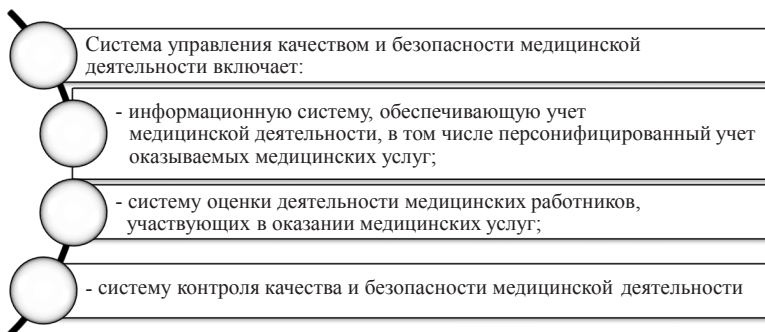 Система управления качеством и безопасности медицинской
деятельности включает:
- информационную систему, обеспечивающую учет
медицинской деятельности, в том числе персонифицированный учет
оказываемых медицинских услуг;
- систему оценки деятельности медицинских работников,
участвующих в оказании медицинских услуг;
- систему контроля качества и безопасности медицинской деятельности